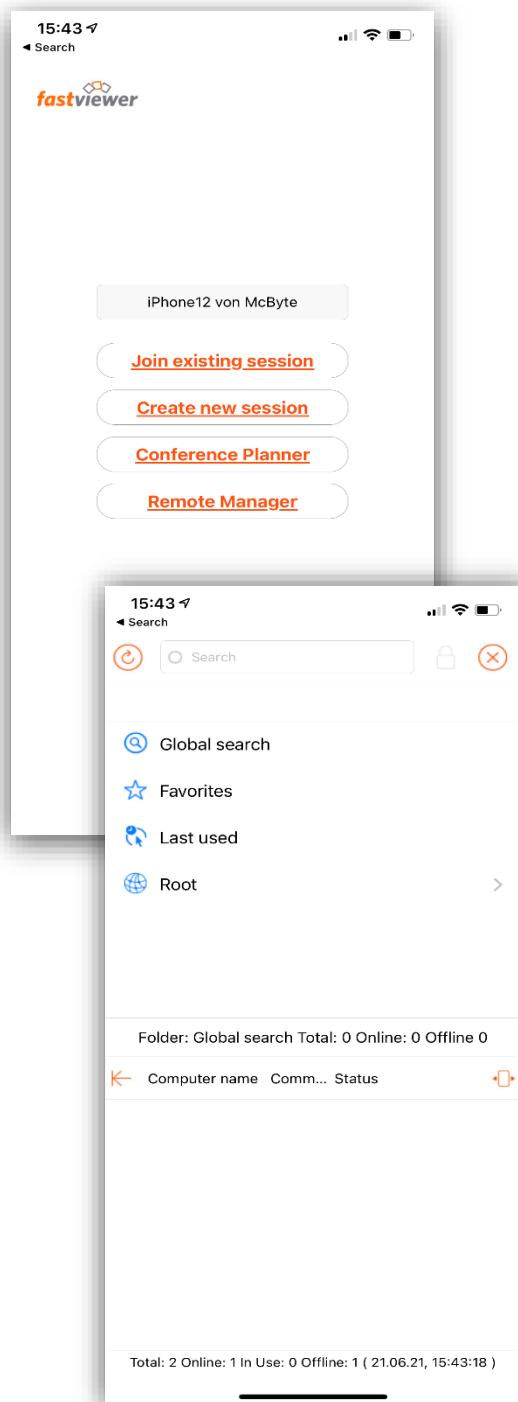 15:43
◀ Search
fastviewer
iPhone12 von McByte
Join existing session
Create new session
Conference Planner
Remote Manager
15:43
◀ Search
Search
Global search
Favorites
Last used
Root
Folder: Global search Total: 0 Online: 0 Offline 0
Computer name Comm... Status
Total: 2 Online: 1 In Use: 0 Offline: 1 ( 21.06.21, 15:43:18 )